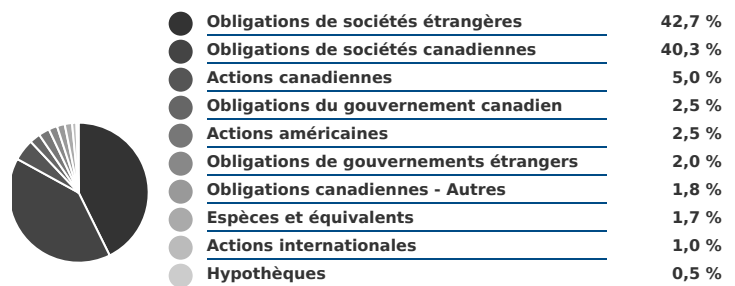 Obligations de sociétés étrangères 42,7 %
Obligations de sociétés canadiennes 40,3 %
Actions canadiennes 5,0 %
Obligations du gouvernement canadien 2,5 %
Actions américaines 2,5 %
Obligations de gouvernements étrangers 2,0 %
Obligations canadiennes - Autres 1,8 %
Espèces et équivalents 1,7 %
Actions internationales 1,0 %
Hypothèques 0,5 %